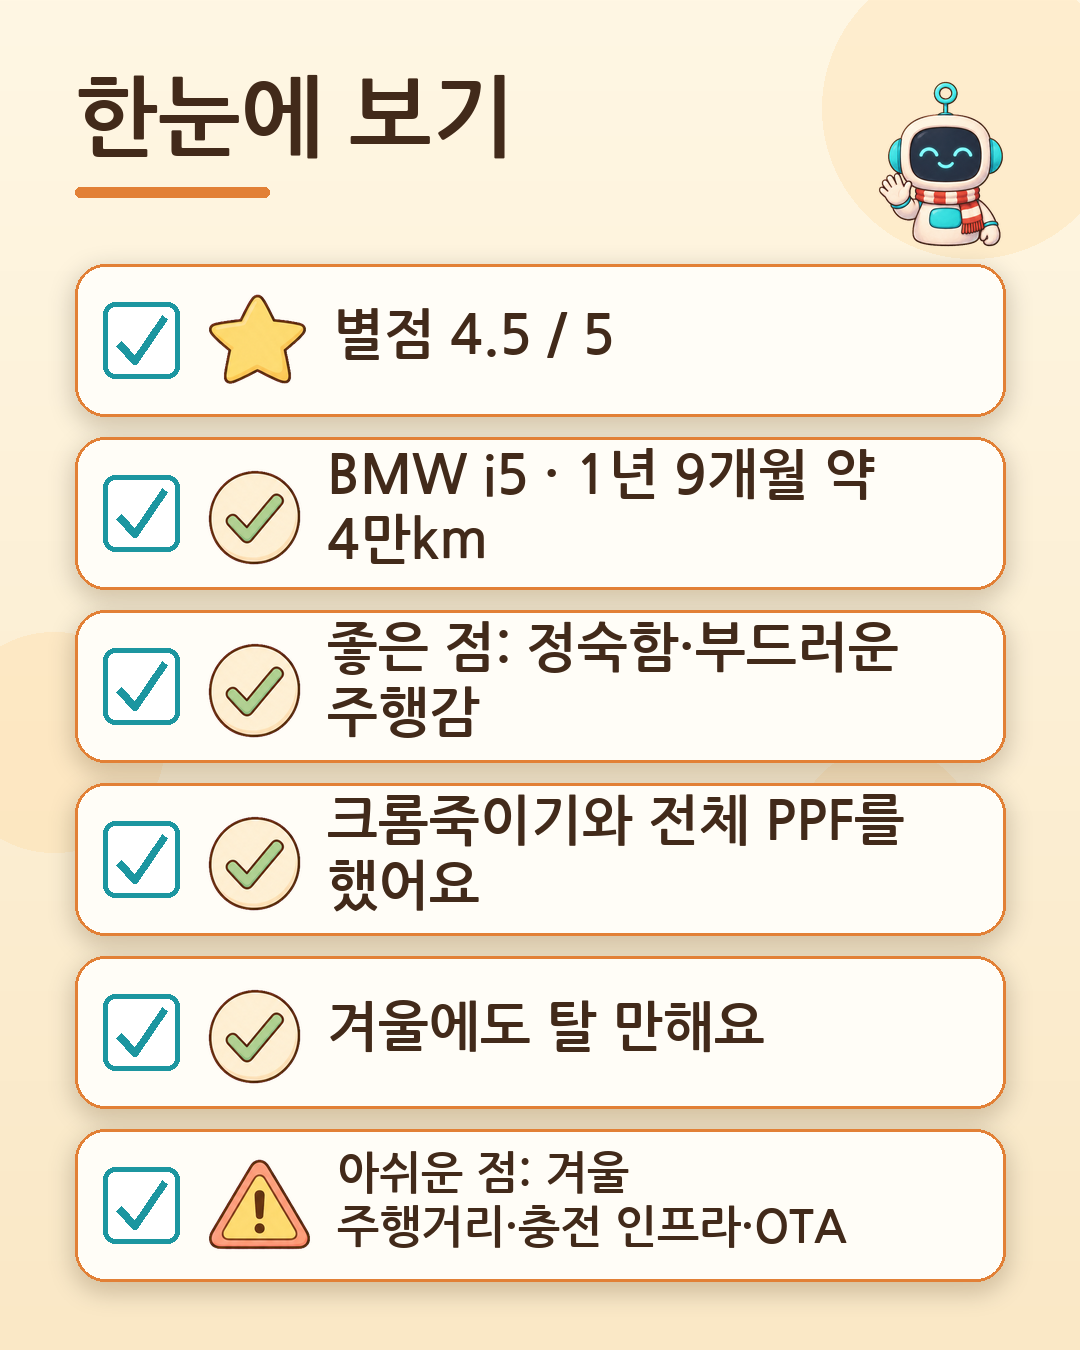 한눈에 보기
별점 4.5 / 5
BMW i5 · 1년 9개월 약
4만km
좋은 점: 정숙함·부드러운
주행감
크롬죽이기와 전체 PPF를
했어요
겨울에도 탈 만해요
아쉬운 점: 겨울
주행거리·충전 인프라·OTA